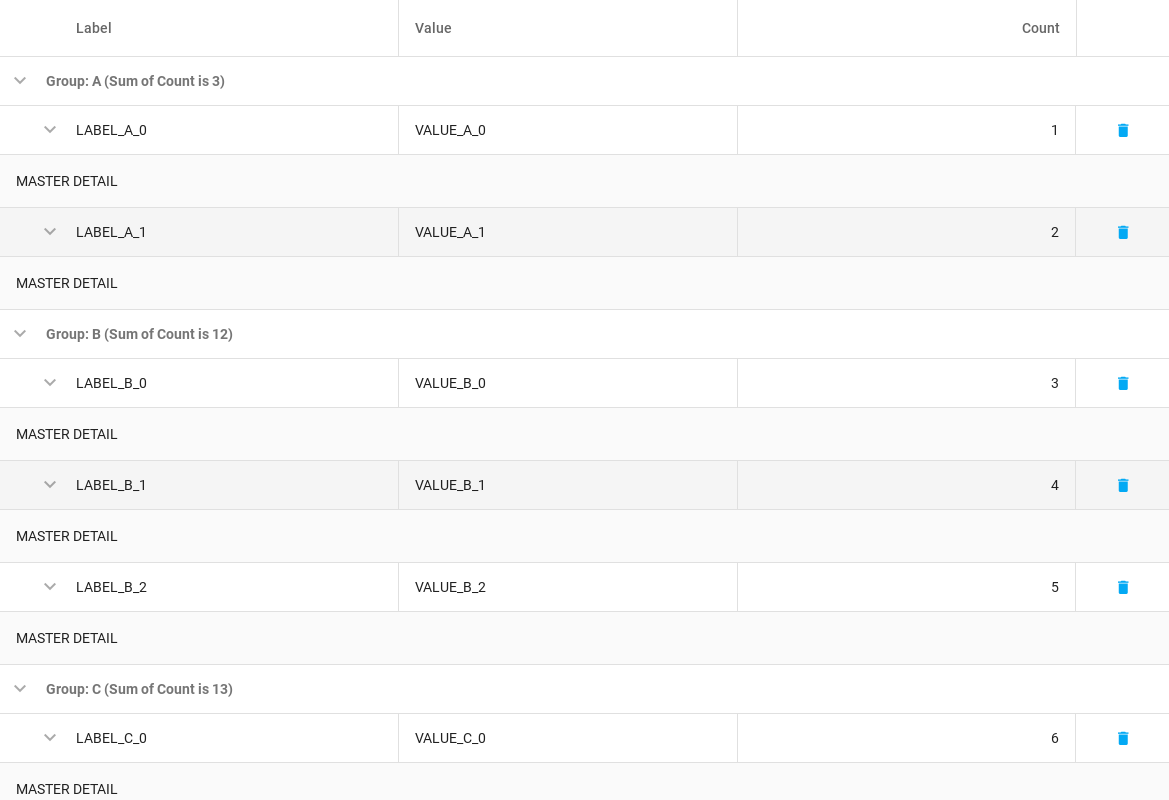 Label Value Count
Group: A (Sum of Count is 3)
LABEL_A_0 VALUE_A_0 1
MASTER DETAIL
LABEL_A_1 VALUE_A_1 2
MASTER DETAIL
Group: B (Sum of Count is 12)
LABEL_B_0 VALUE_B_0 3
MASTER DETAIL
LABEL_B_1 VALUE_B_1 4
MASTER DETAIL
LABEL_B_2 VALUE_B_2 5
MASTER DETAIL
Group: C (Sum of Count is 13)
LABEL_C_0 VALUE_C_0 6
MASTER DETAIL